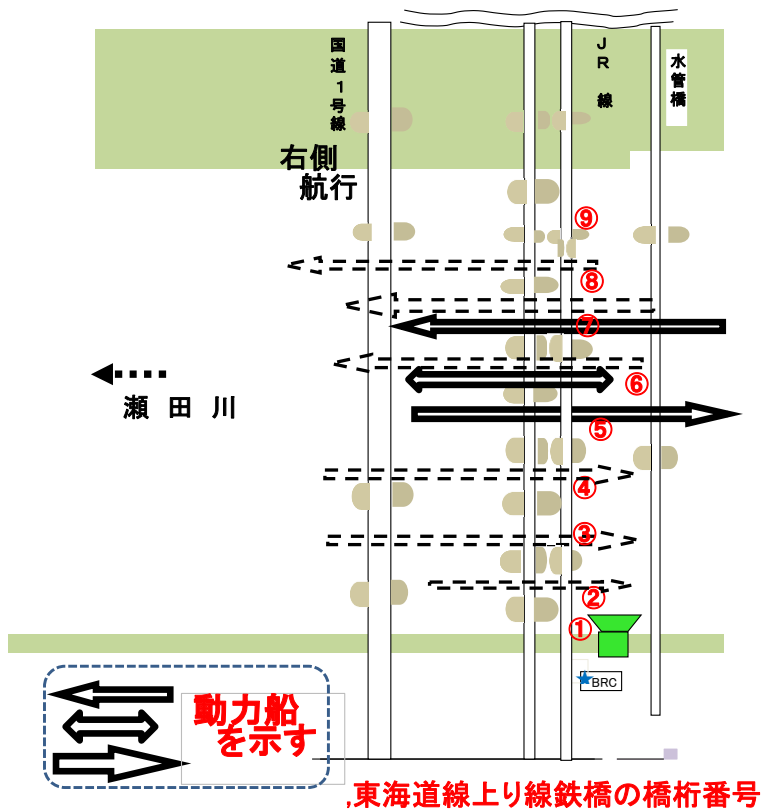 国道1号線
JR線
水管橋
右側
航行
⑨
⑧
⑦
⑥
⑤
④
③
②
①
瀬田川
BRC
動力船
を示す
,東海道線上り線鉄橋の橋桁番号